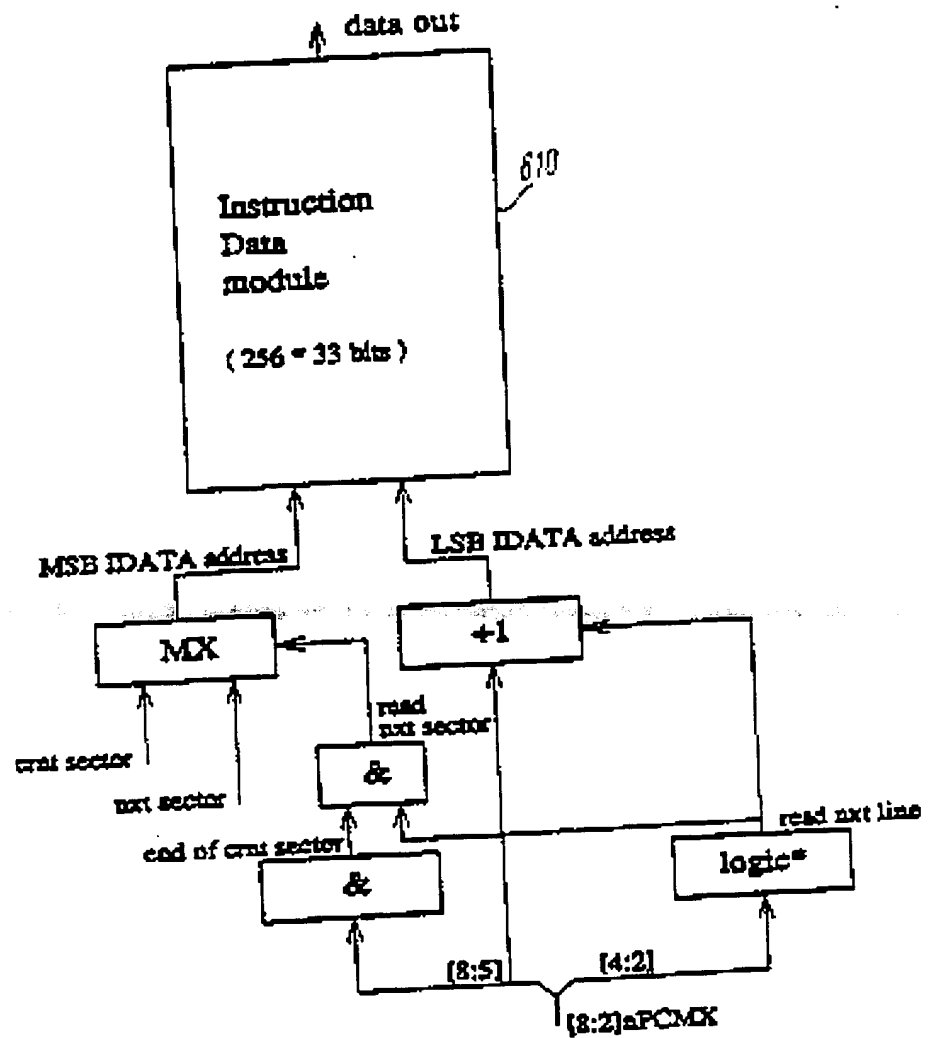 data out
610
Instruction
Data
module
( 256 * 33 bits )
MSB IDATA address
LSB IDATA address
MX
+1
read
nxt sector
crnt sector
nxt sector
&
read nxt line
end of crnt sector
&
logic*
[8:5]
[4:2]
[8:2]nPCMX